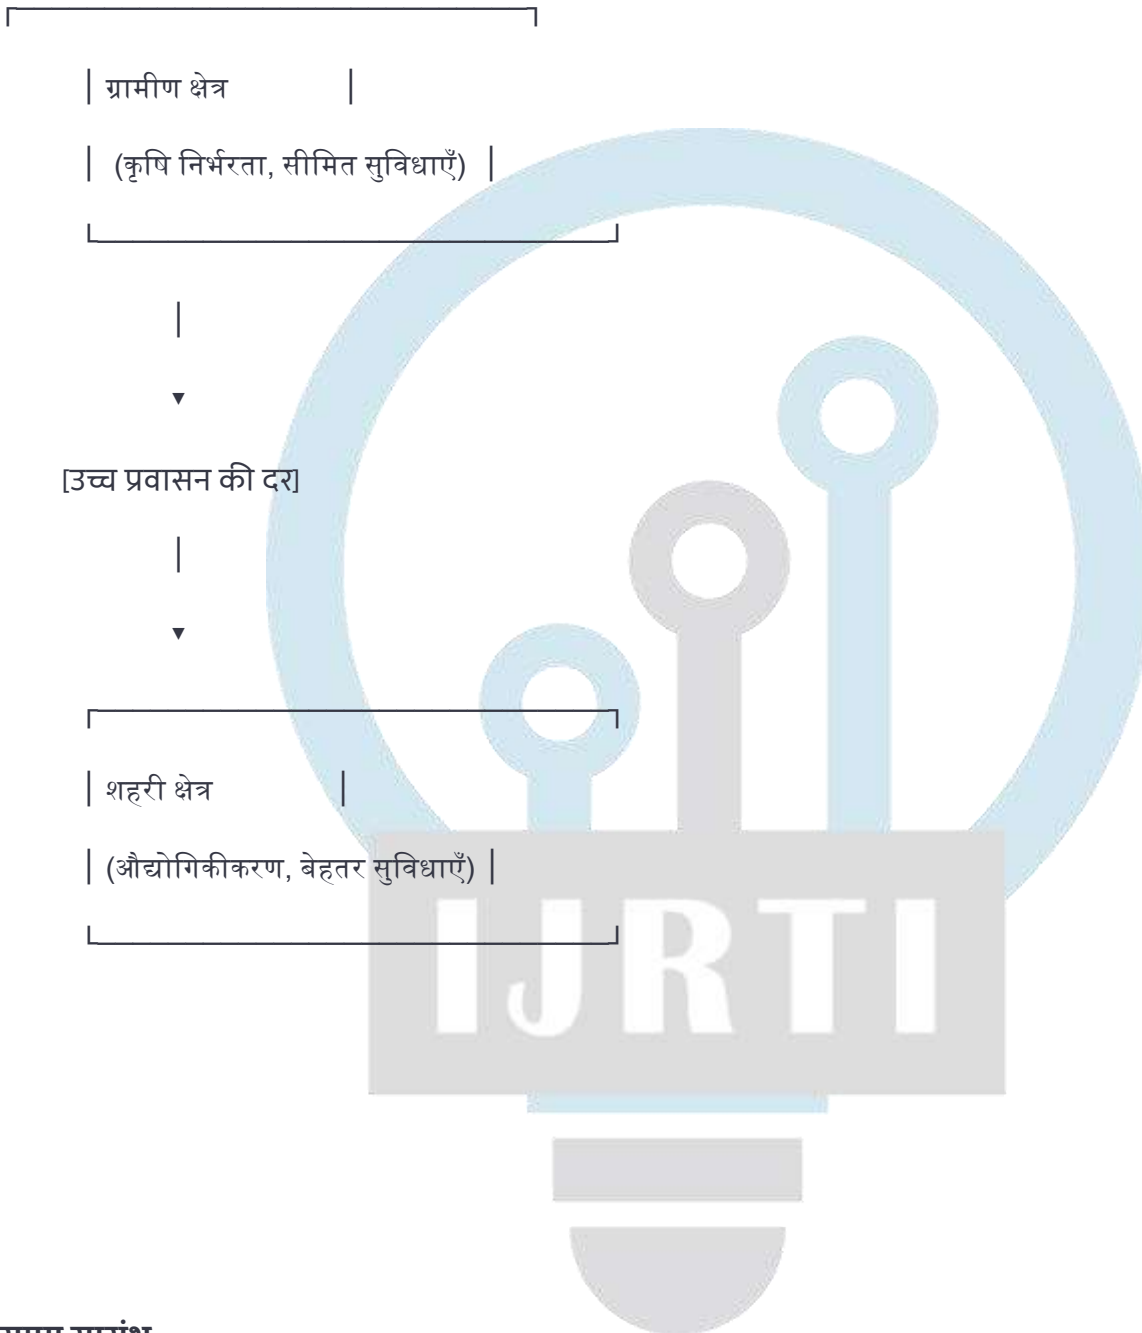 ग्रामीण क्षेत्र
(कृषि निर्भरता, सीमित सुविधाएँ)
[उच्च प्रवासन की दर]
शहरी क्षेत्र
(औद्योगिकीकरण, बेहतर सुविधाएँ)
IJRTI